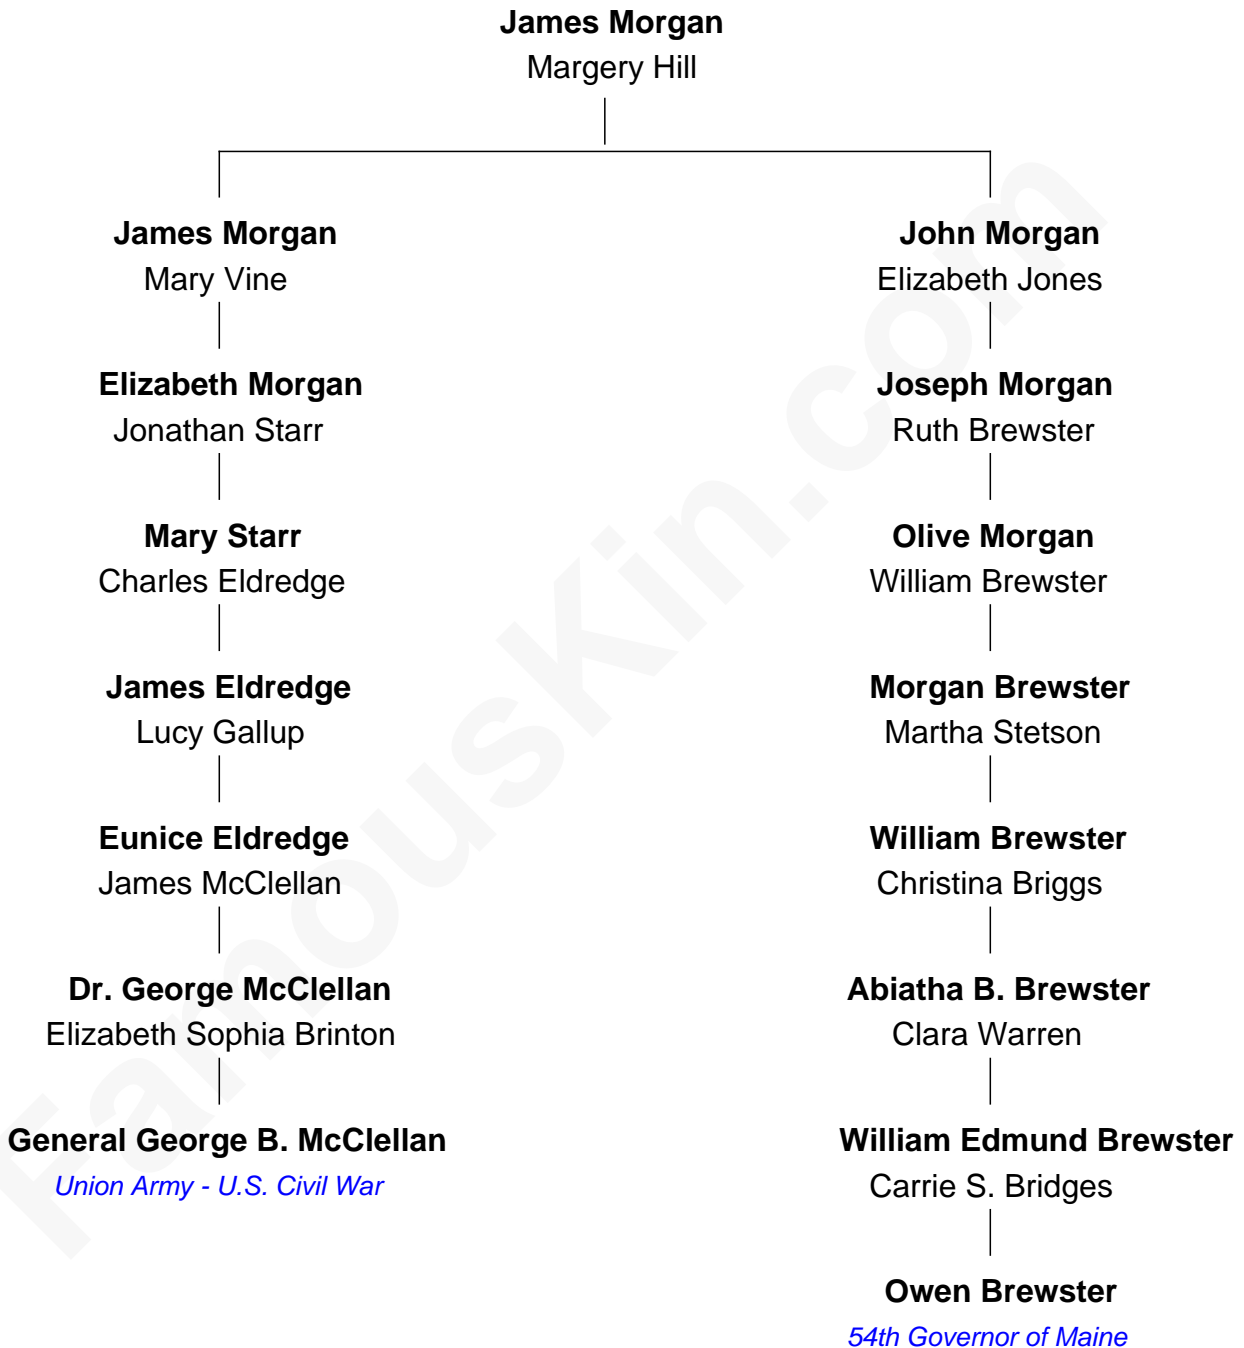 James Morgan
Margery Hill
James Morgan
Mary Vine
John Morgan
Elizabeth Jones
Elizabeth Morgan
Jonathan Starr
Joseph Morgan
Ruth Brewster
Mary Starr
Charles Eldredge
Olive Morgan
William Brewster
James Eldredge
Lucy Gallup
Morgan Brewster
Martha Stetson
Eunice Eldredge
James McClellan
William Brewster
Christina Briggs
Dr. George McClellan
Elizabeth Sophia Brinton
Abiatha B. Brewster
Clara Warren
General George B. McClellan
Union Army - U.S. Civil War
William Edmund Brewster
Carrie S. Bridges
Owen Brewster
54th Governor of Maine
FamousKin.com